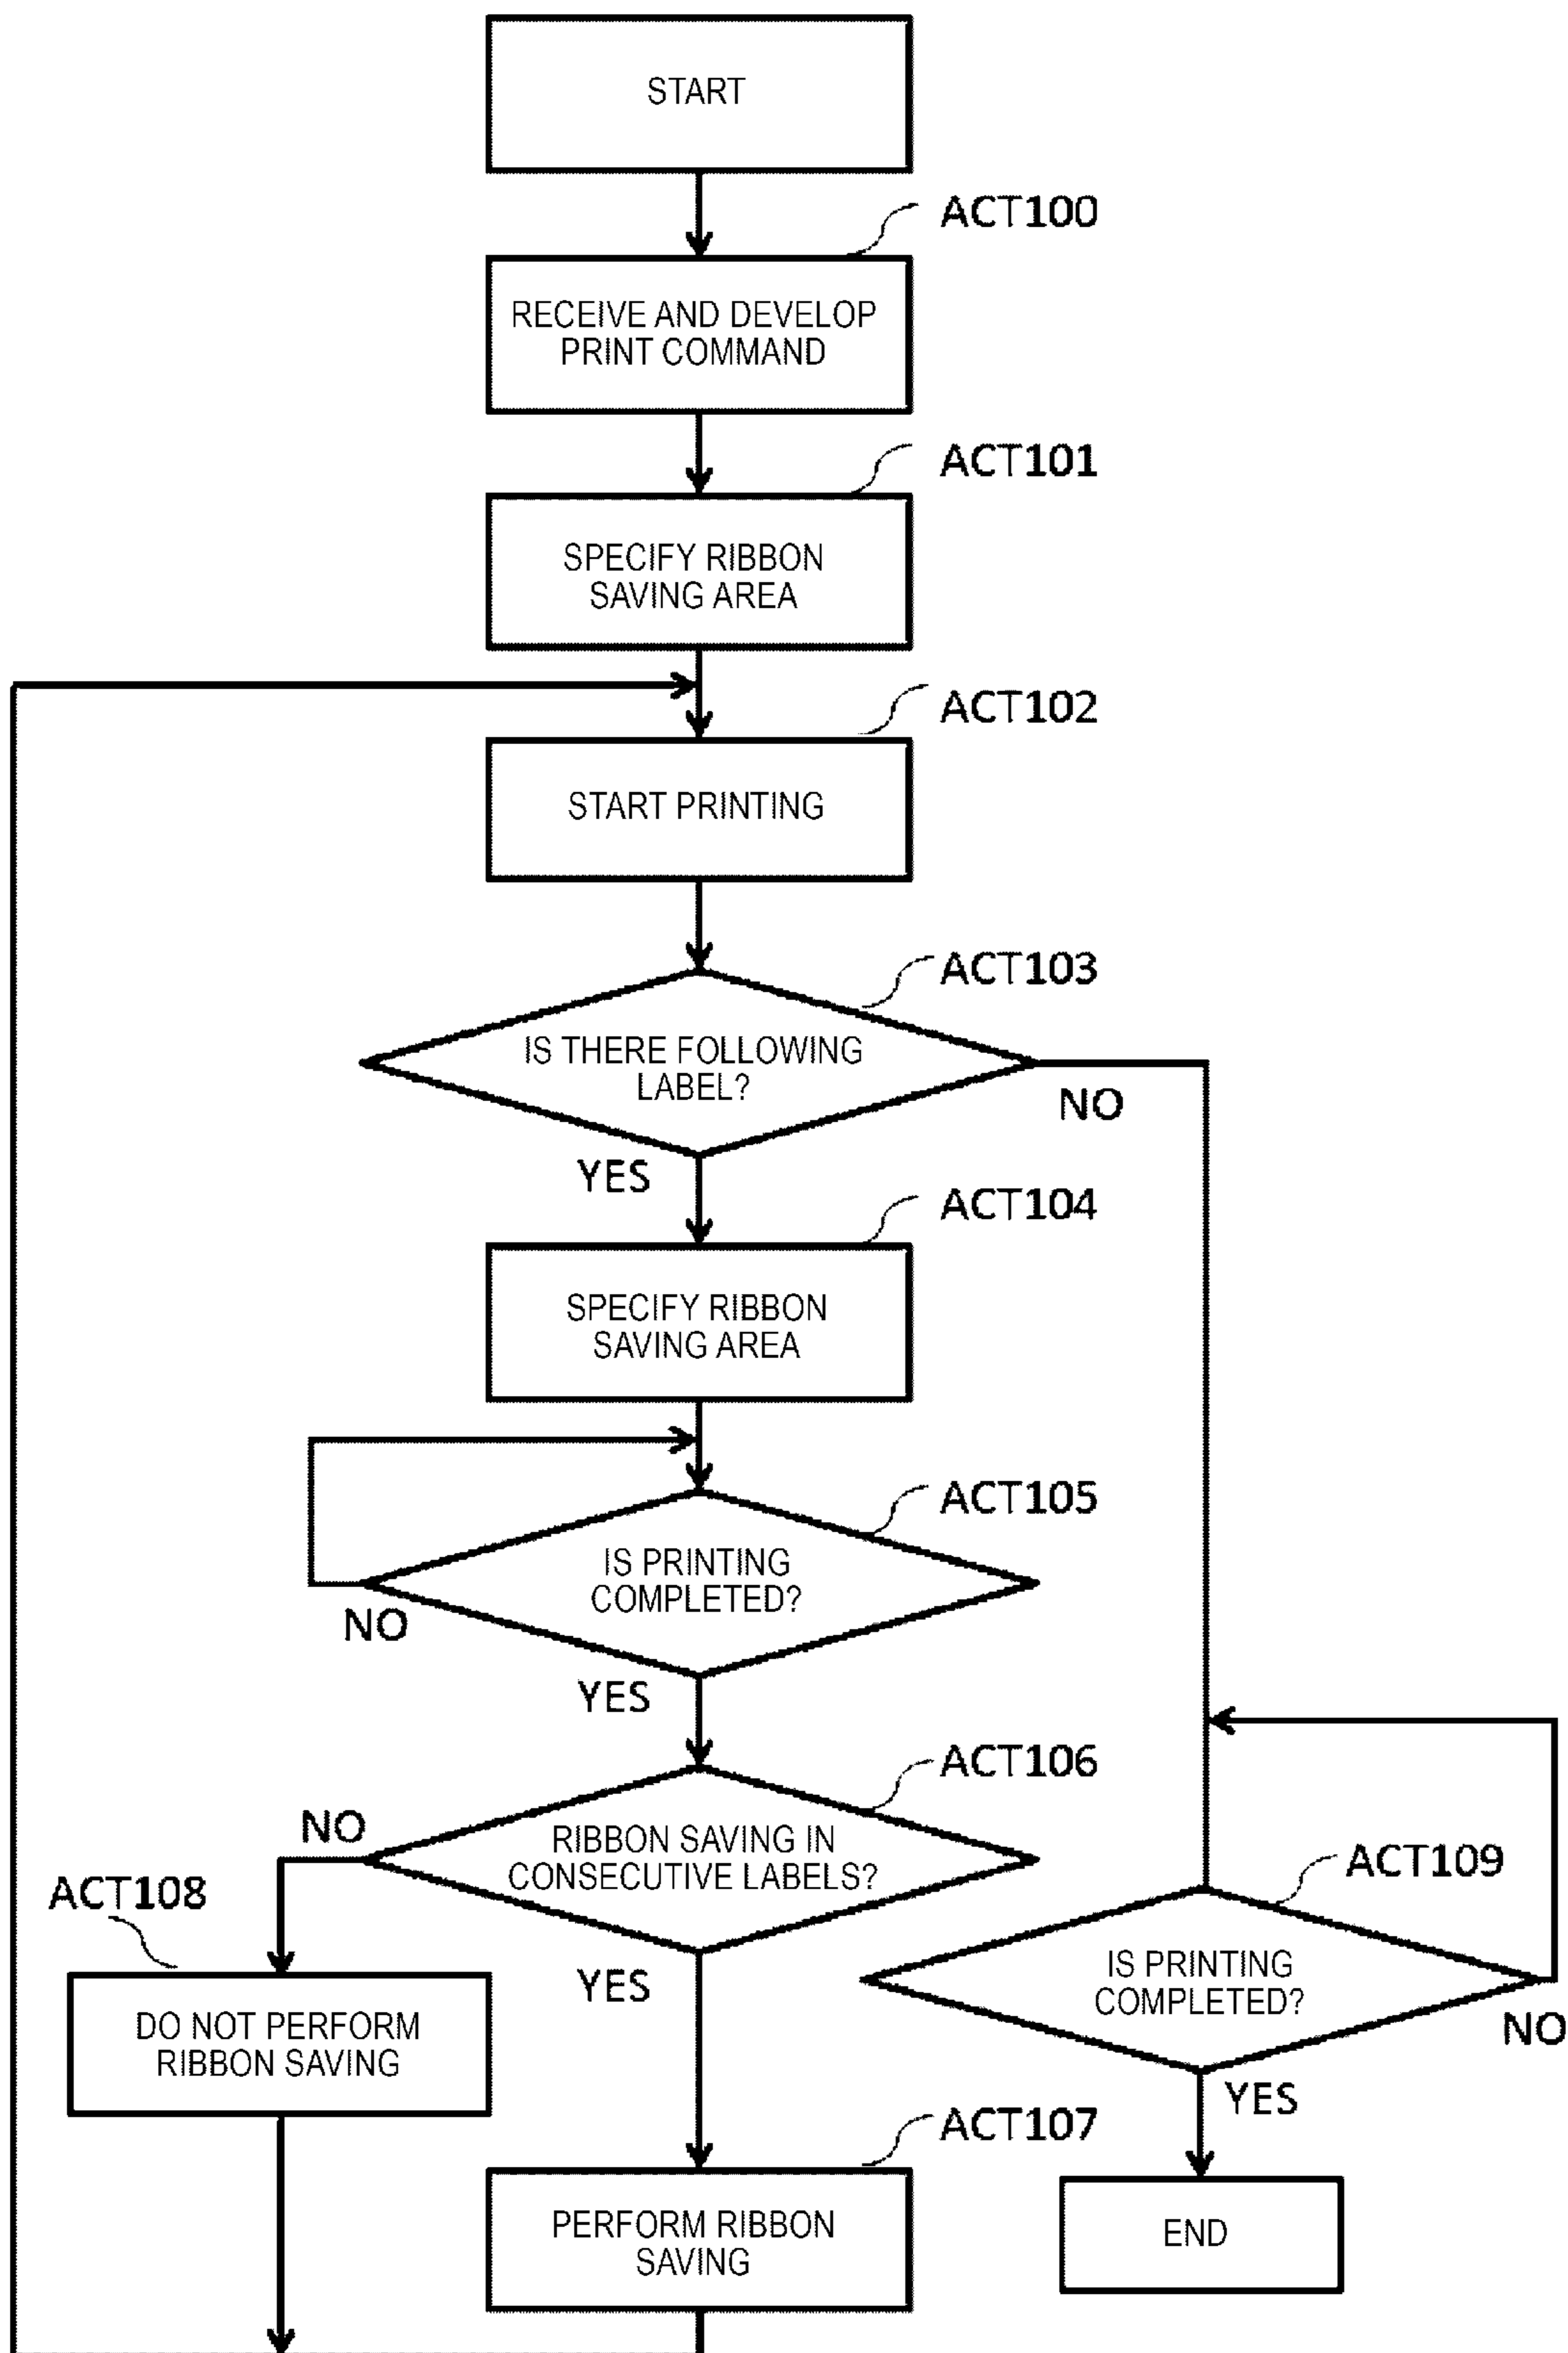 START
ACT100
RECEIVE AND DEVELOP
PRINT COMMAND
ACT101
SPECIFY RIBBON
SAVING AREA
ACT102
START PRINTING
ACT103
IS THERE FOLLOWING
LABEL?
NO
YES
ACT104
SPECIFY RIBBON
SAVING AREA
ACT105
IS PRINTING
COMPLETED?
NO
YES
ACT106
RIBBON SAVING IN
CONSECUTIVE LABELS?
NO
YES
ACT108
DO NOT PERFORM
RIBBON SAVING
ACT107
PERFORM RIBBON
SAVING
ACT109
IS PRINTING
COMPLETED?
NO
YES
END